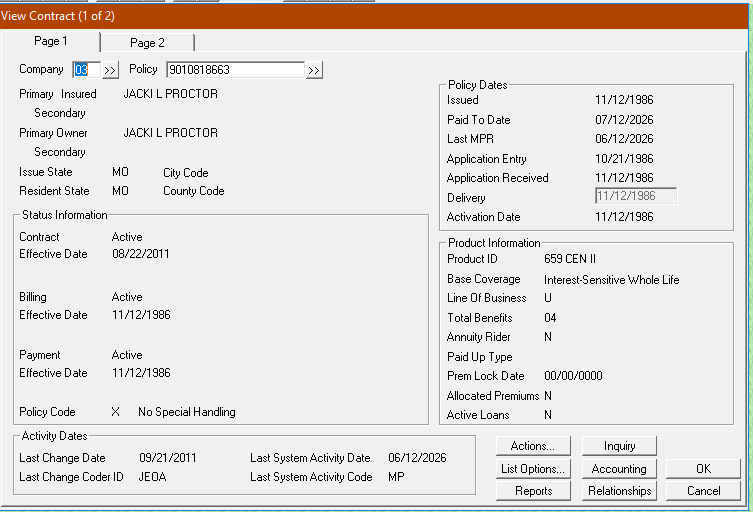 View Contract (1 of 2)
Page 1 Page 2
Company 03 >> Policy 9010818663 >>
Primary Insured JACKI L PROCTOR
Secondary
Primary Owner JACKI L PROCTOR
Secondary
Issue State MO City Code
Resident State MO County Code
Policy Dates
Issued 11/12/1986
Paid To Date 07/12/2026
Last MPR 06/12/2026
Application Entry 10/21/1986
Application Received 11/12/1986
Delivery 11/12/1986
Activation Date 11/12/1986
Status Information
Contract Active
Effective Date 08/22/2011
Billing Active
Effective Date 11/12/1986
Payment Active
Effective Date 11/12/1986
Policy Code X No Special Handling
Product Information
Product ID 659 CEN II
Base Coverage Interest-Sensitive Whole Life
Line Of Business U
Total Benefits 04
Annuity Rider N
Paid Up Type
Prem Lock Date 00/00/0000
Allocated Premiums N
Active Loans N
Activity Dates
Last Change Date 09/21/2011 Last System Activity Date 06/12/2026
Last Change Coder ID JEOA Last System Activity Code MP
Actions... Inquiry
List Options... Accounting OK
Reports Relationships Cancel